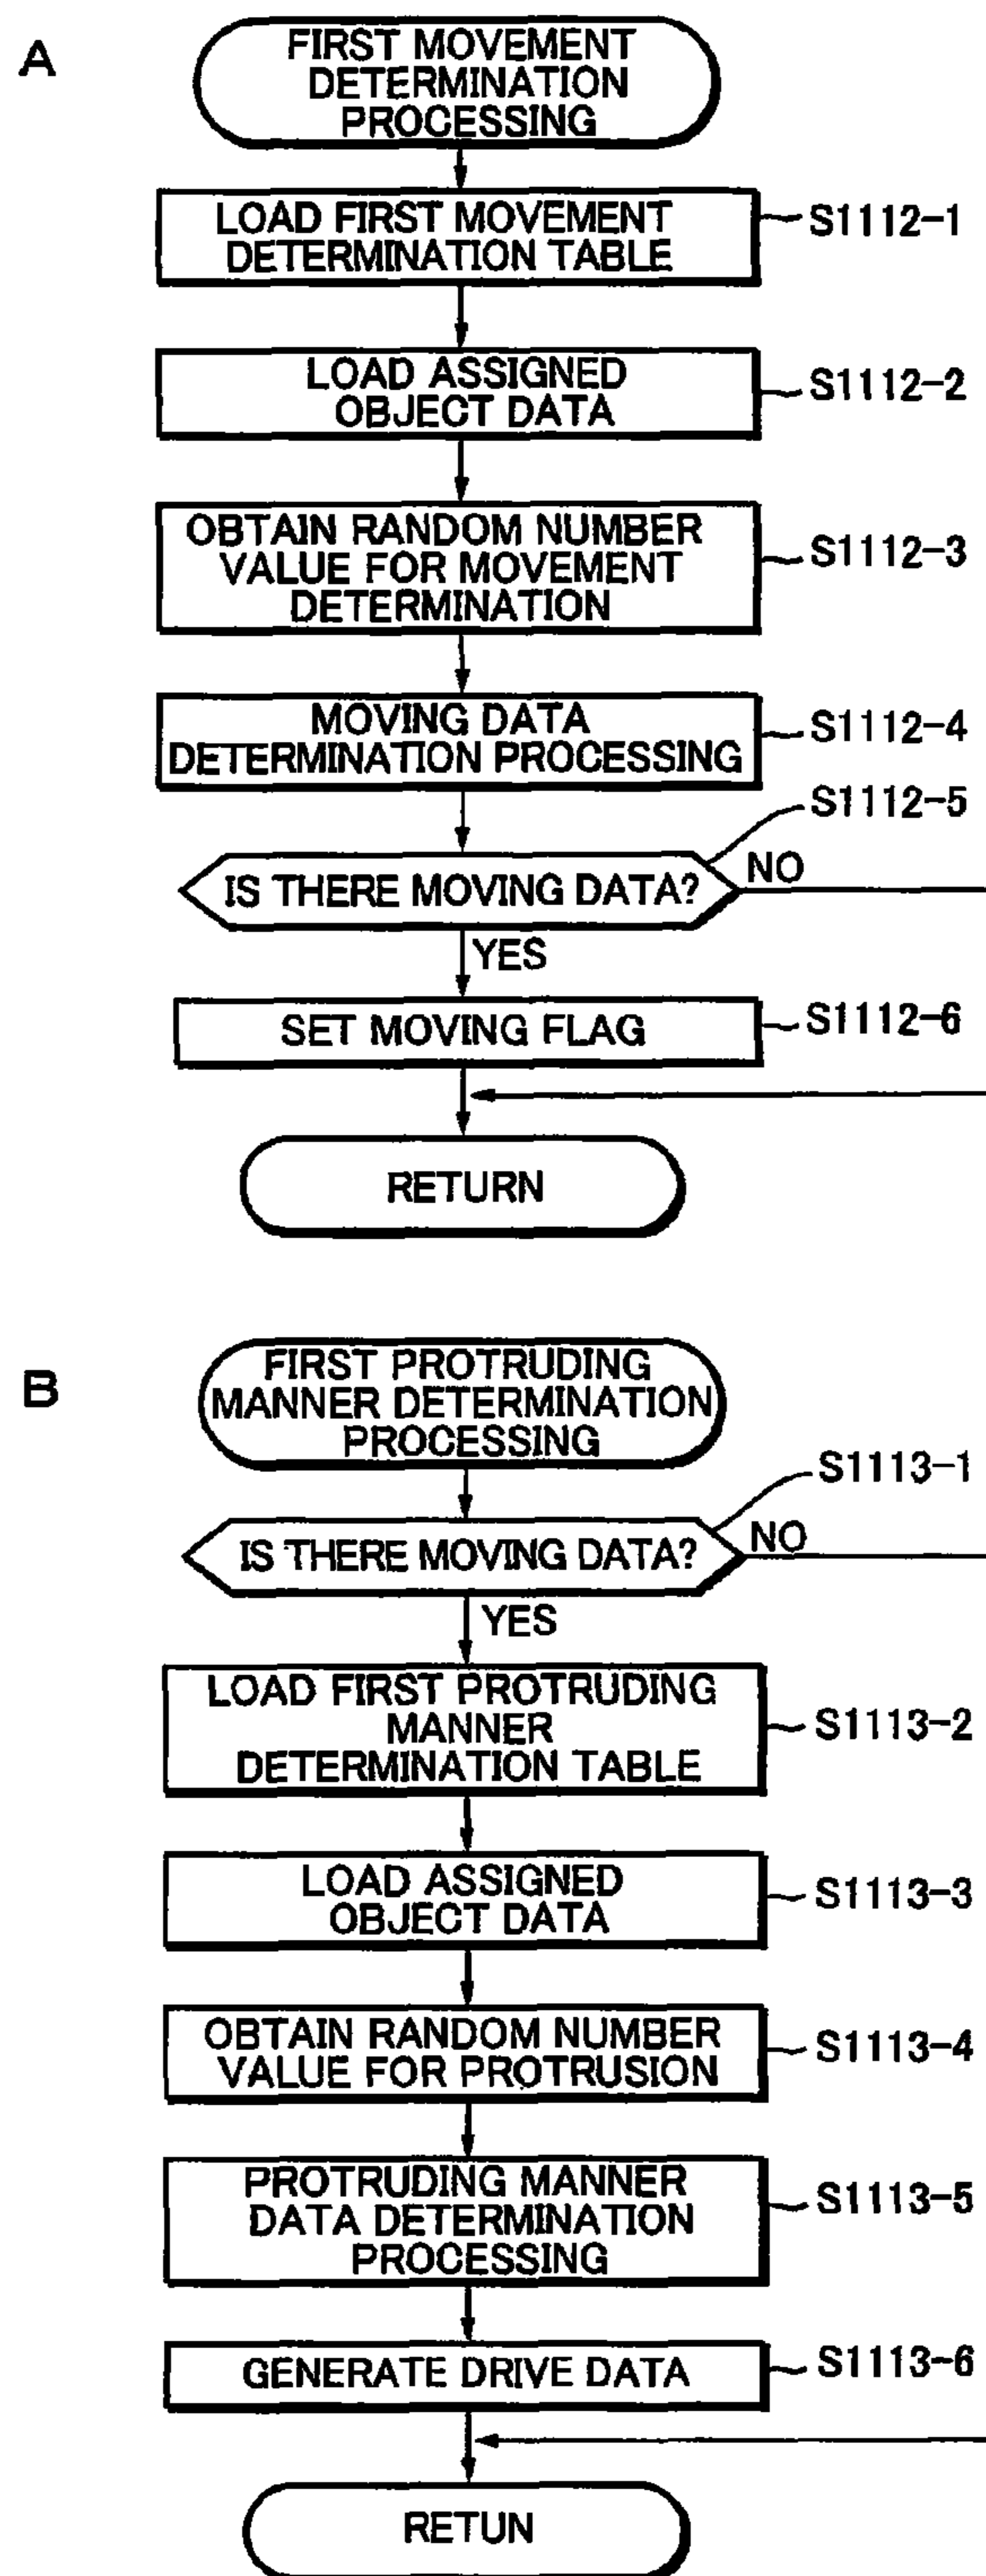 A
FIRST MOVEMENT
DETERMINATION
PROCESSING
LOAD FIRST MOVEMENT
DETERMINATION TABLE
S1112-1
LOAD ASSIGNED
OBJECT DATA
S1112-2
OBTAIN RANDOM NUMBER
VALUE FOR MOVEMENT
DETERMINATION
S1112-3
MOVING DATA
DETERMINATION PROCESSING
S1112-4
S1112-5
IS THERE MOVING DATA?
NO
YES
SET MOVING FLAG
S1112-6
RETURN
B
FIRST PROTRUDING
MANNER DETERMINATION
PROCESSING
S1113-1
IS THERE MOVING DATA?
NO
YES
LOAD FIRST PROTRUDING
MANNER
DETERMINATION TABLE
S1113-2
LOAD ASSIGNED
OBJECT DATA
S1113-3
OBTAIN RANDOM NUMBER
VALUE FOR PROTRUSION
S1113-4
PROTRUDING MANNER
DATA DETERMINATION
PROCESSING
S1113-5
GENERATE DRIVE DATA
S1113-6
RETUN